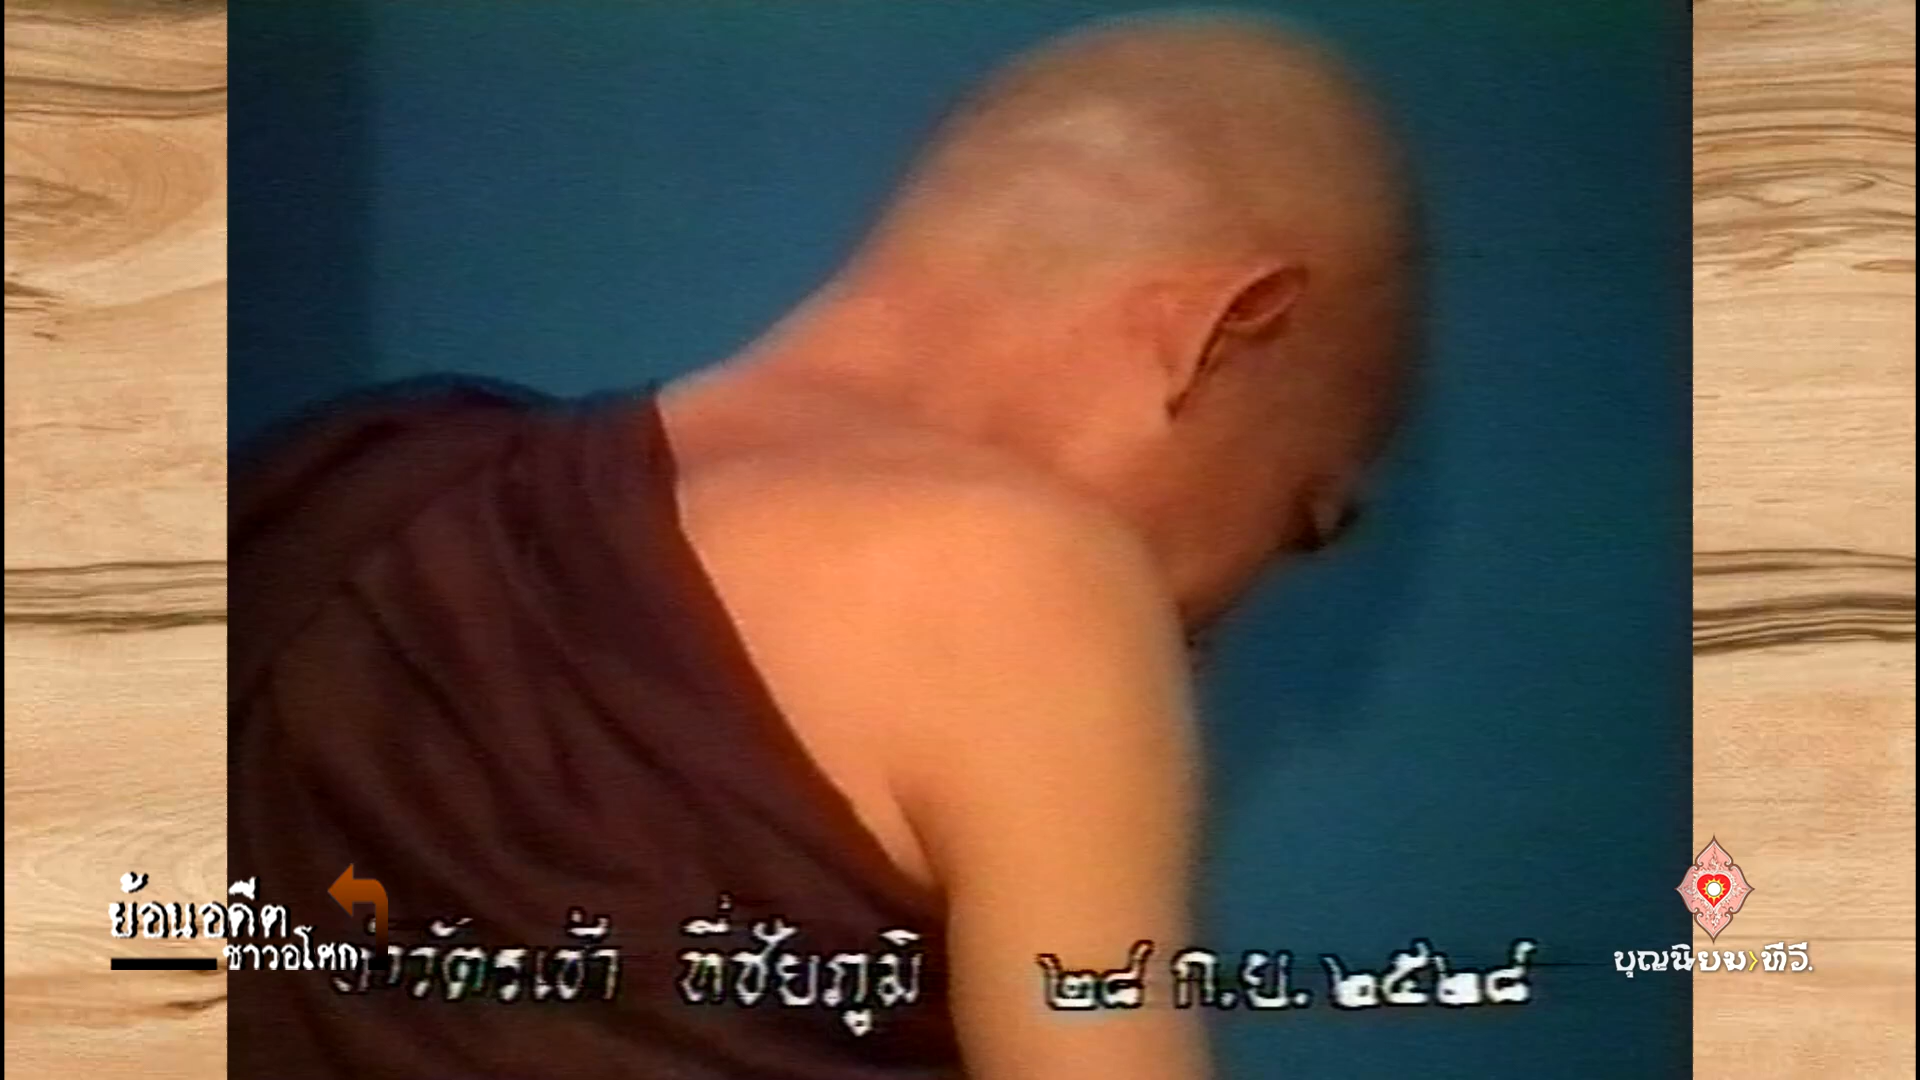 ย้อนอดีต
ชาวอโศก
ทำวัตรเช้า ที่ชัยภูมิ ๒๘ ก.ย. ๒๕๒๘
บุญนิยม ทีวี.